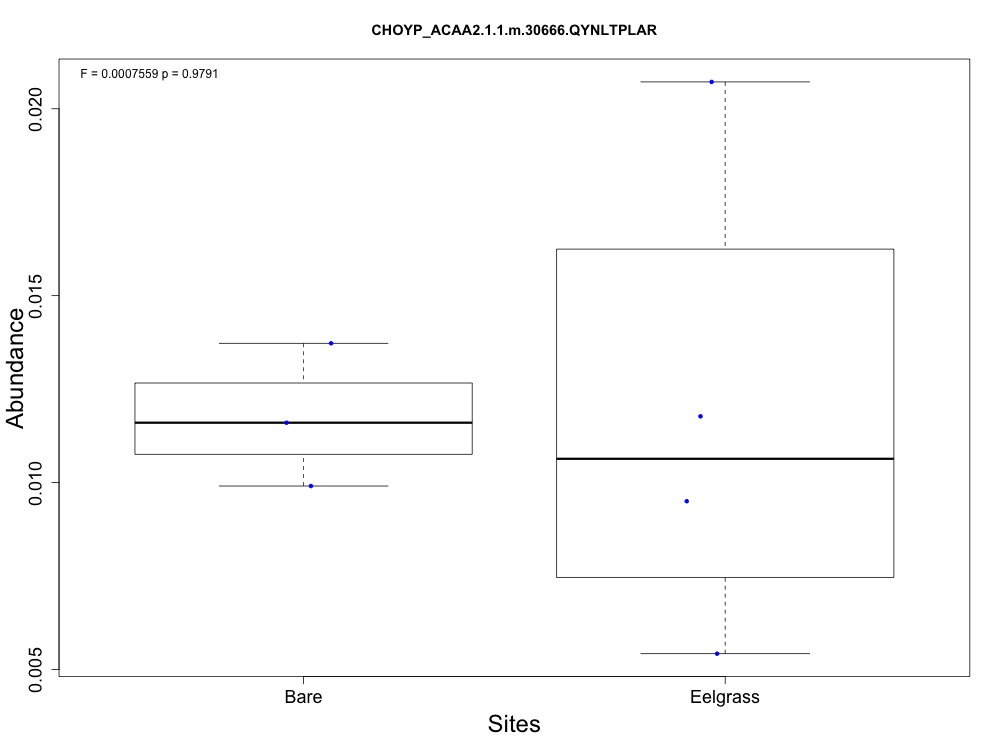 CHOYP_ACAA2.1.1.m.30666.QYNLTPLAR
F = 0.0007559 p = 0.9791
0.020
0.015
0.010
0.005
Abundance
Bare
Eelgrass
Sites